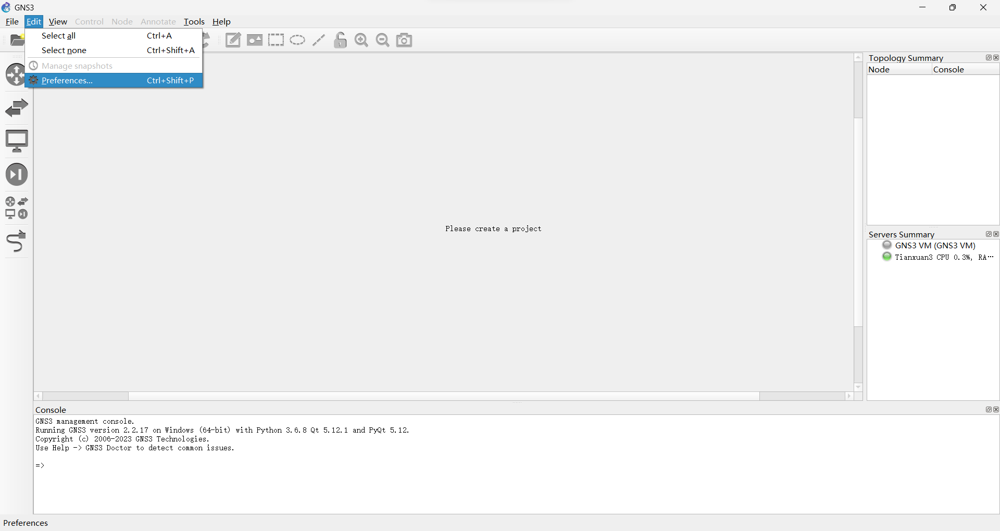 GNS3
File Edit View Control Node Annotate Tools Help
Select all Ctrl+A
Select none Ctrl+Shift+A
Manage snapshots
Preferences... Ctrl+Shift+P
Please create a project
Topology Summary
Node Console
Servers Summary
GNS3 VM (GNS3 VM)
Tianxuan3 CPU 0.3%, RA...
Console
GNS3 management console.
Running GNS3 version 2.2.17 on Windows (64-bit) with Python 3.6.8 Qt 5.12.1 and PyQt 5.12.
Copyright (c) 2006-2023 GNS3 Technologies.
Use Help -> GNS3 Doctor to detect common issues.
=>
Preferences